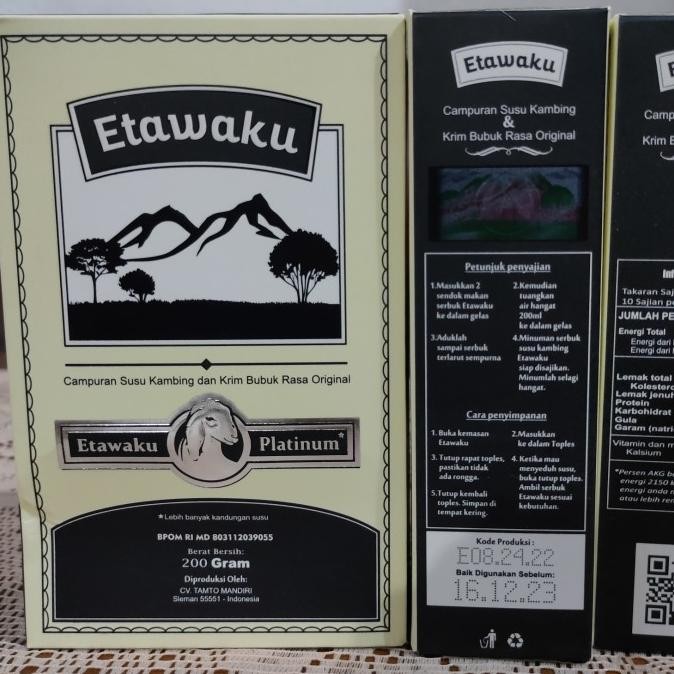 Etawaku
Campuran Susu Kambing dan Krim Bubuk Rasa Original
Etawaku Platinum*
*Lebih banyak kandungan susu
BPOM RI MD 803112039055
Berat Bersih:
200 Gram
Diproduksi Oleh:
CV. TAMTO MANDIRI
Sleman 55551 - Indonesia
Etawaku
Campuran Susu Kambing
&
Krim Bubuk Rasa Original
Petunjuk penyajian
1.Masukkan 2
sendok makan
serbuk Etawaku
ke dalam gelas
2.Kemudian
tuangkan
air hangat
200ml
ke dalam gelas
3.Aduklah
sampai serbuk
terlarut sempurna
4.Minuman serbuk
susu kambing
Etawaku
siap disajikan.
Minumlah selagi
hangat.
Cara penyimpanan
1. Buka kemasan
Etawaku
2.Masukkan
ke dalam Toples
3. Tutup rapat toples,
pastikan tidak
ada rongga.
4. Ketika mau
menyeduh susu,
buka tutup toples.
Ambil serbuk
Etawaku sesuai
kebutuhan.
5.Tutup kembali
toples. Simpan di
tempat kering.
Kode Produksi :
E08.24.22
Baik Digunakan Sebelum:
16.12.23
Camp
Krim B
Inf
Takaran Saj
10 Sajian pe
JUMLAH PE
Energi Total
Energi dari
Energi dari
Lemak total
Kolestero
Lemak jenuh
Protein
Karbohidrat
Gula
Garam (natri
Vitamin dan m
Kalsium
*Persen AKG ba
energi 2150 k
energi anda m
atau lebih ren